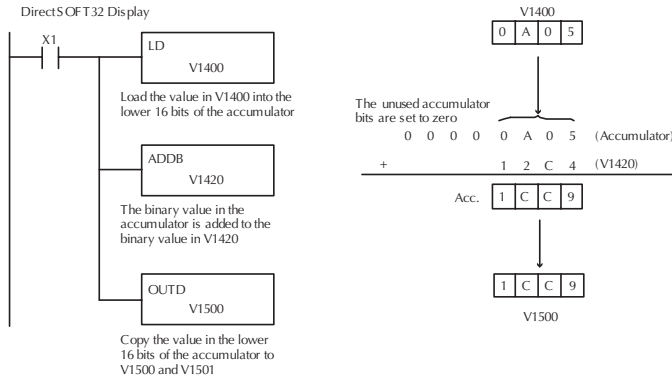 DirectSOFT32 Display
X1
LD
V1400
Load the value in V1400 into the
lower 16 bits of the accumulator
ADDB
V1420
The binary value in the
accumulator is added to the
binary value in V1420
OUTD
V1500
Copy the value in the lower
16 bits of the accumulator to
V1500 and V1501
V1400
0 A 0 5
The unused accumulator
bits are set to zero
0 0 0 0 0 A 0 5 (Accumulator)
+ 1 2 C 4 (V1420)
Acc. 1 C C 9
1 C C 9
V1500